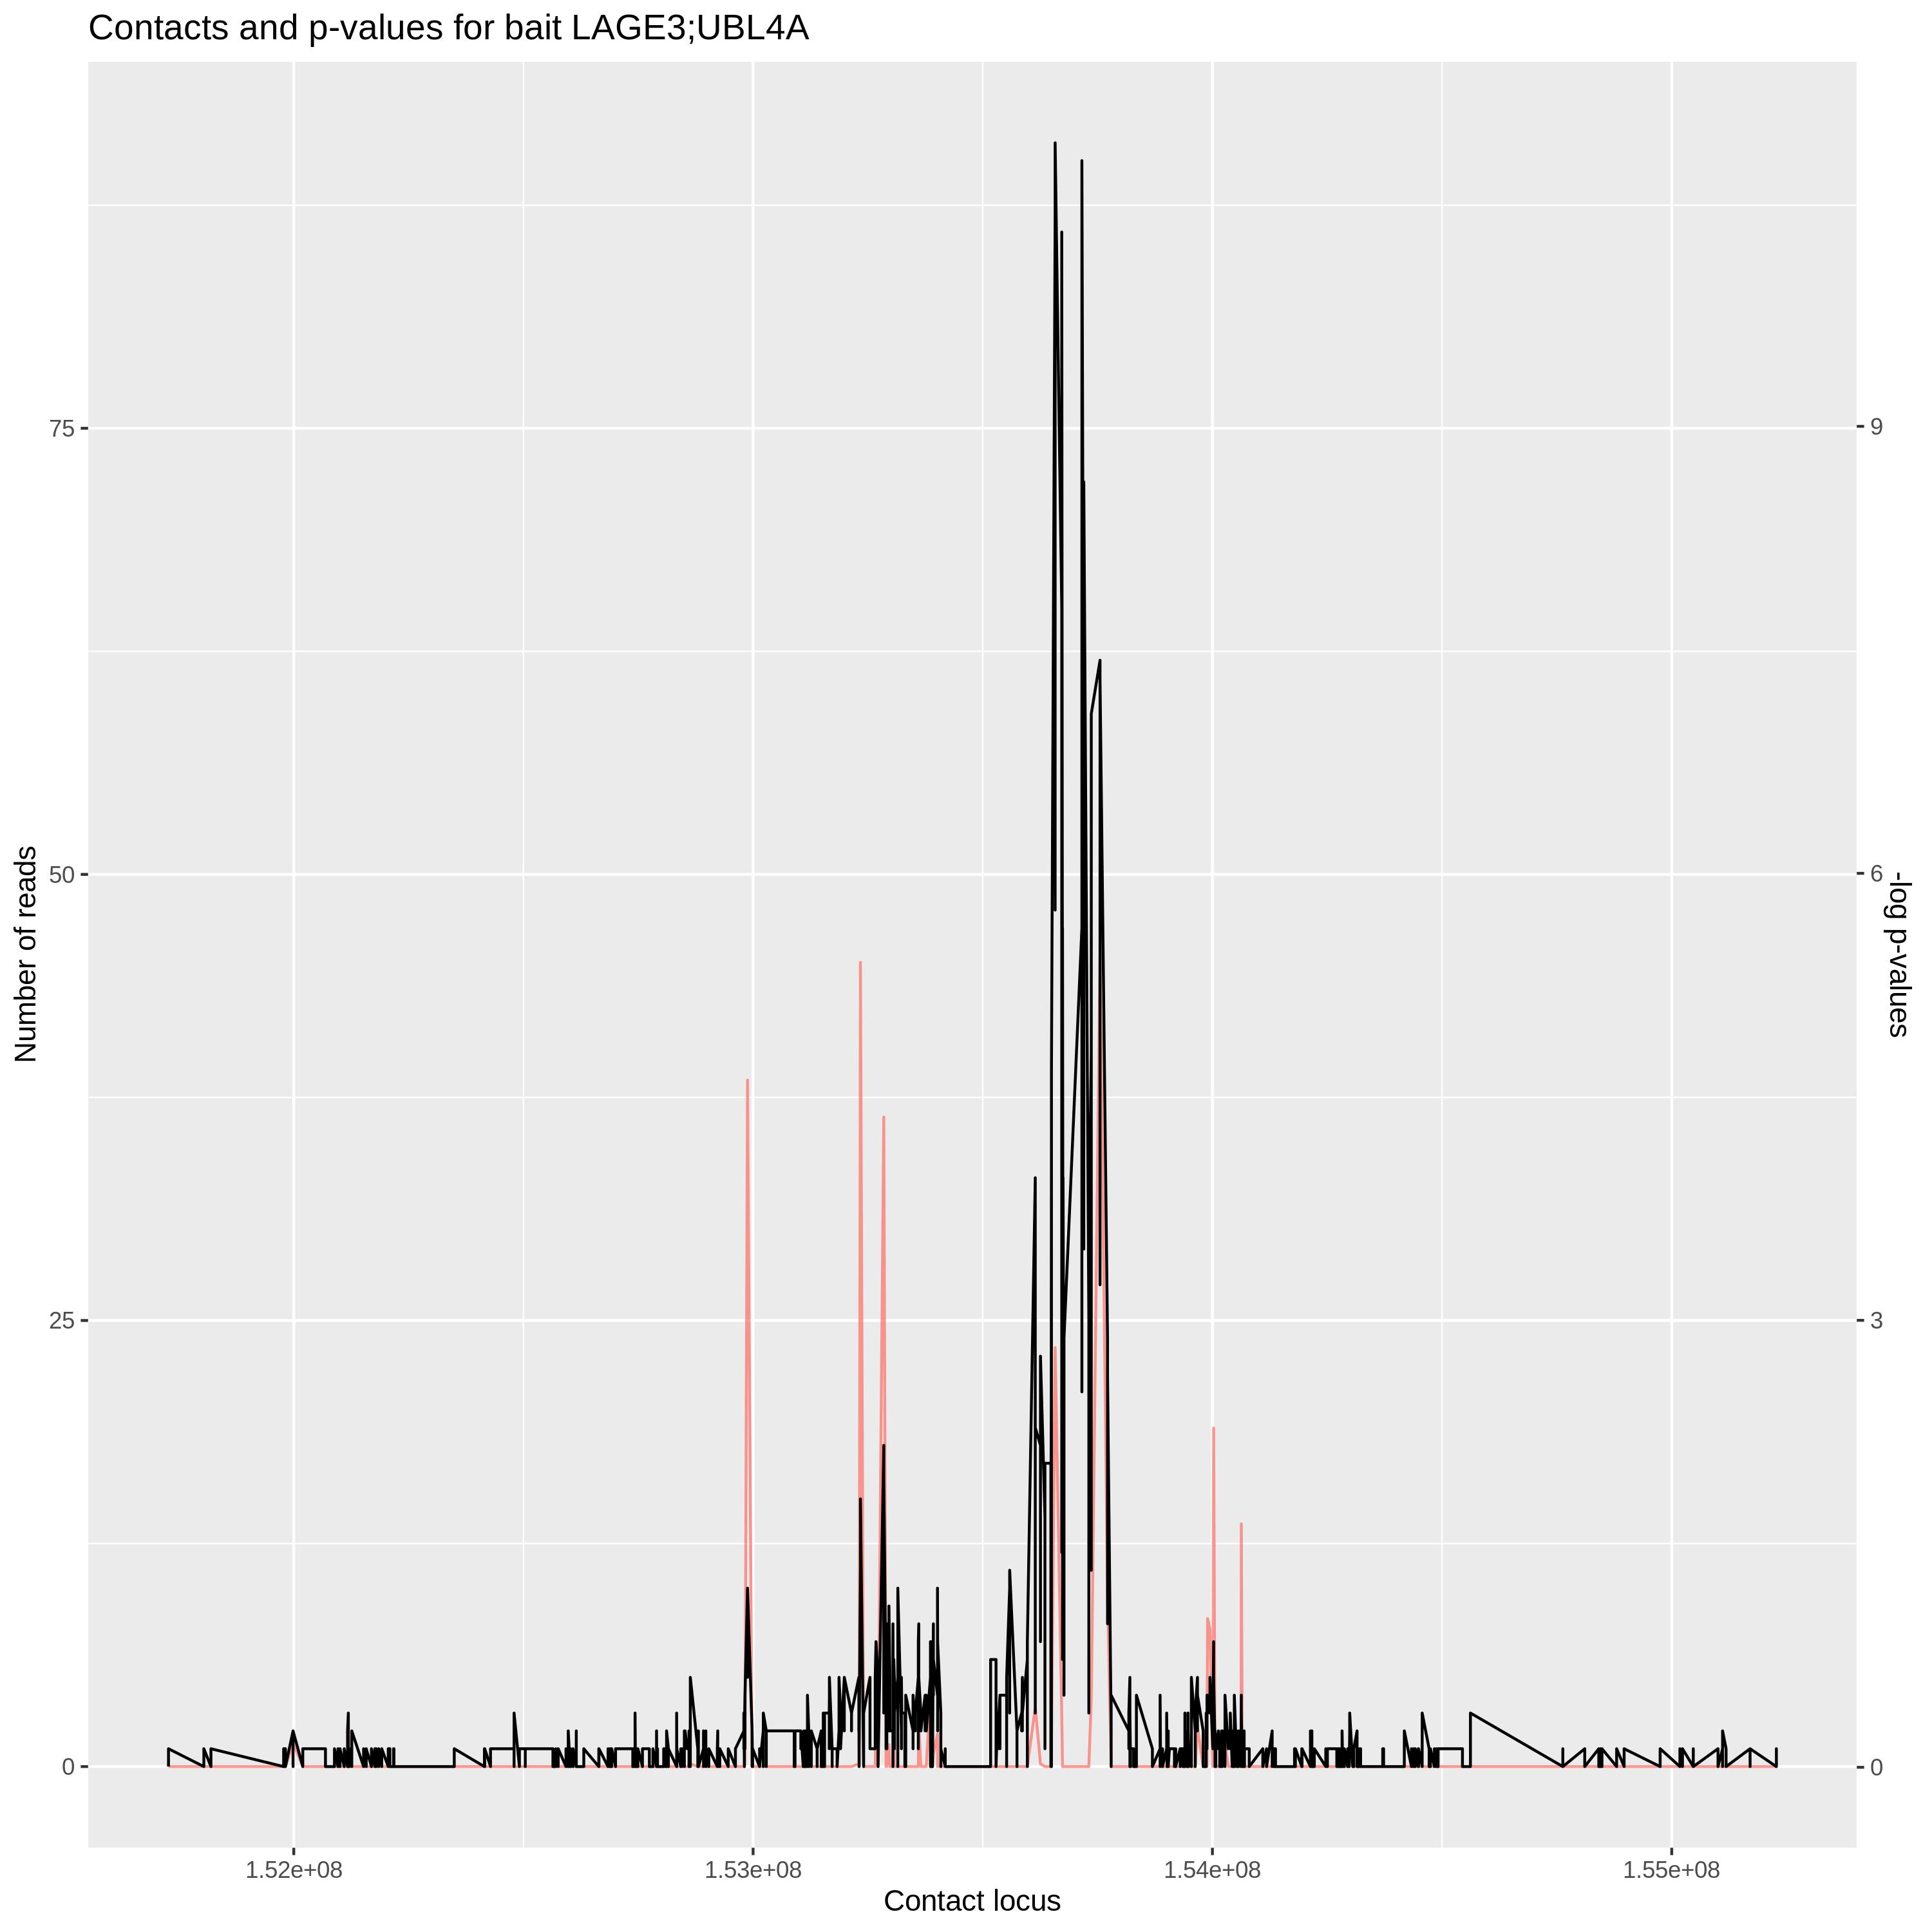 Contacts and p-values for bait LAGE3;UBL4A
Number of reads
75
50
25
0
9
6
3
0
-log p-values
1.52e+08
1.53e+08
1.54e+08
1.55e+08
Contact locus